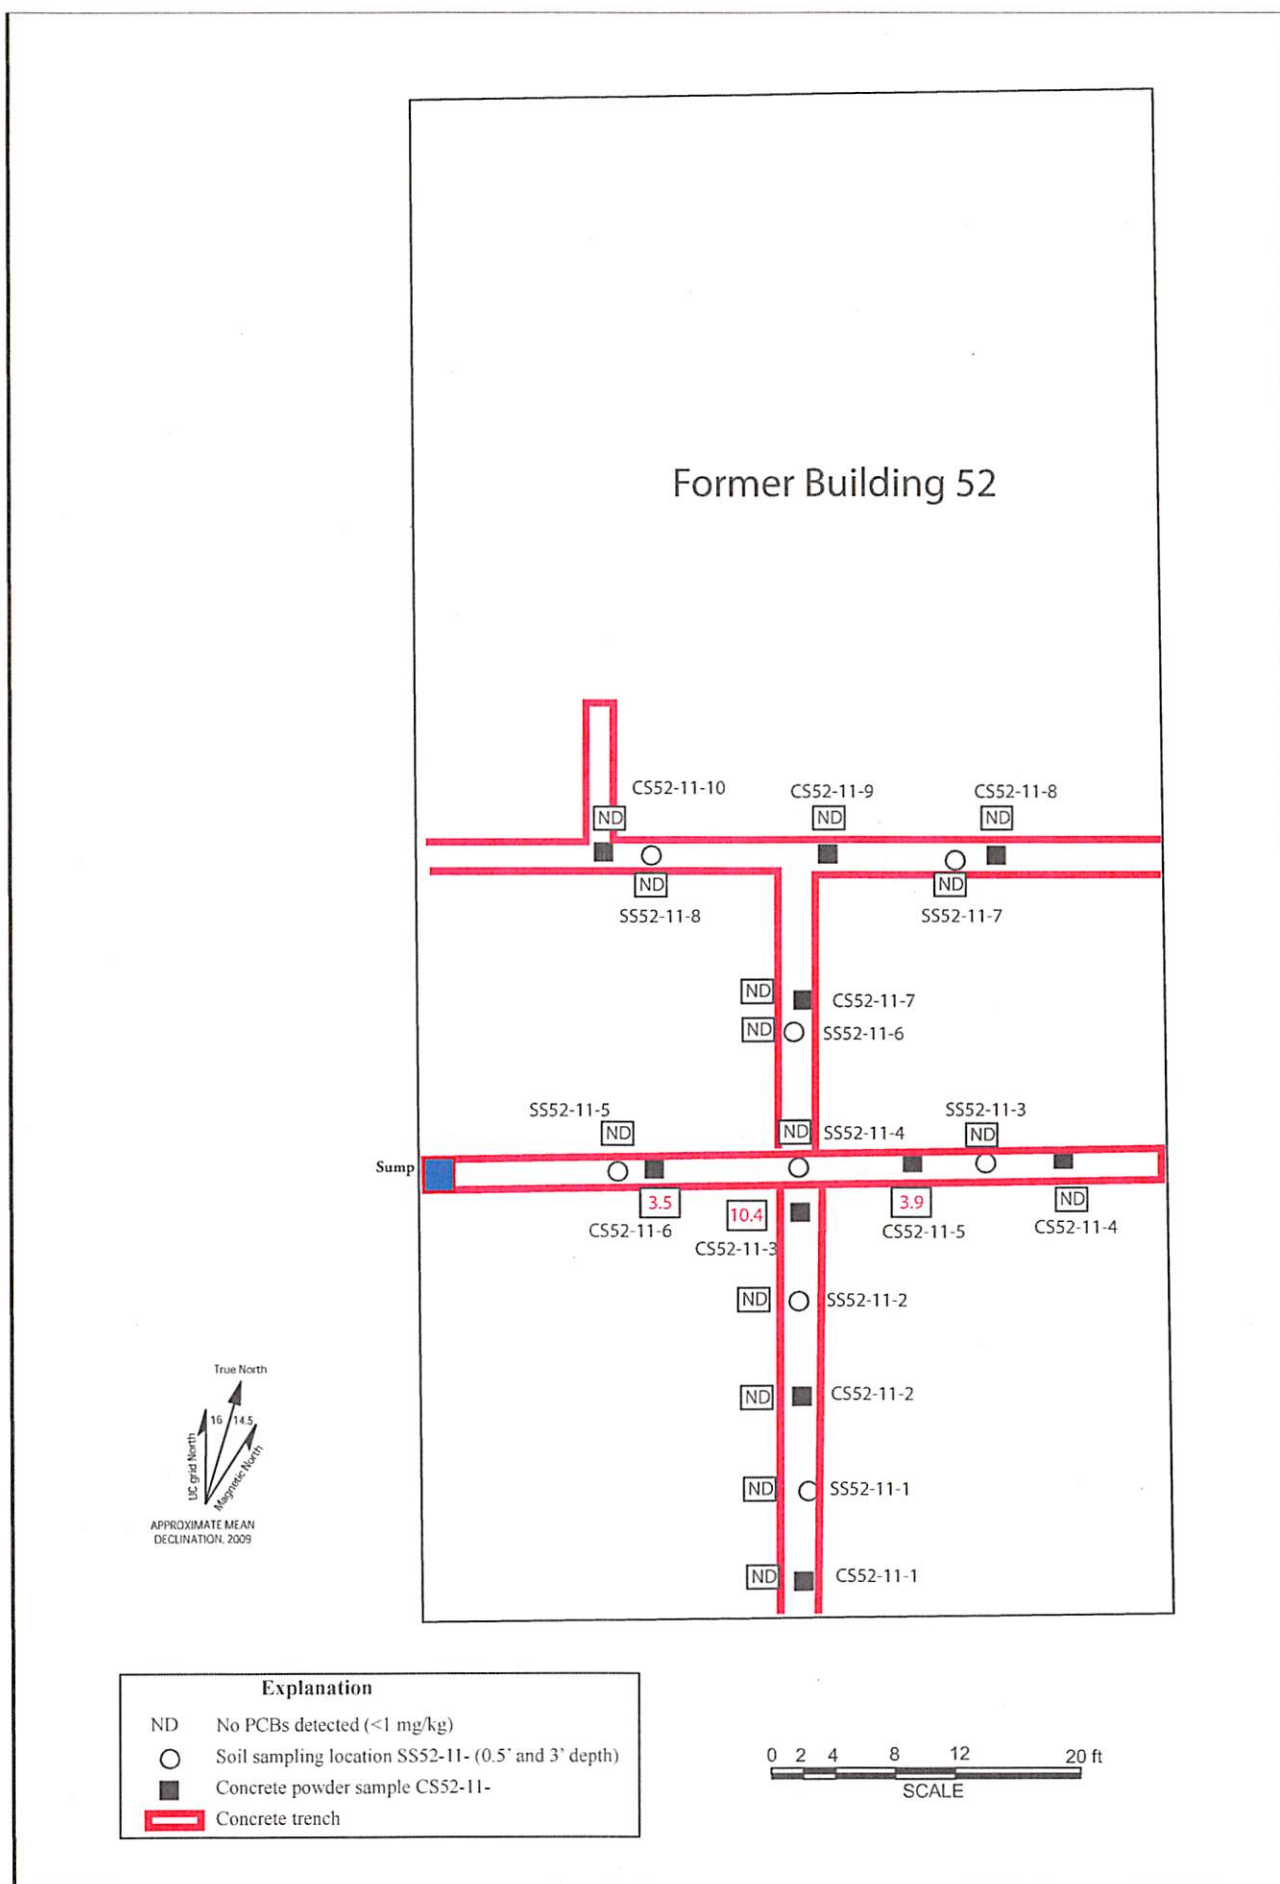 Former Building 52
CS52-11-10
CS52-11-9
CS52-11-8
ND
ND
ND
ND
ND
SS52-11-8
SS52-11-7
ND
CS52-11-7
ND
SS52-11-6
SS52-11-5
SS52-11-3
ND
ND
SS52-11-4
ND
Sump
3.5
10.4
3.9
ND
CS52-11-6
CS52-11-3
CS52-11-5
CS52-11-4
ND
SS52-11-2
ND
CS52-11-2
ND
SS52-11-1
ND
CS52-11-1
True North
16
14.5
UC grid North
Magnetic North
APPROXIMATE MEAN
DECLINATION, 2009
Explanation
ND No PCBs detected (<1 mg/kg)
Soil sampling location SS52-11- (0.5' and 3' depth)
Concrete powder sample CS52-11-
Concrete trench
0 2 4 8 12 20 ft
SCALE